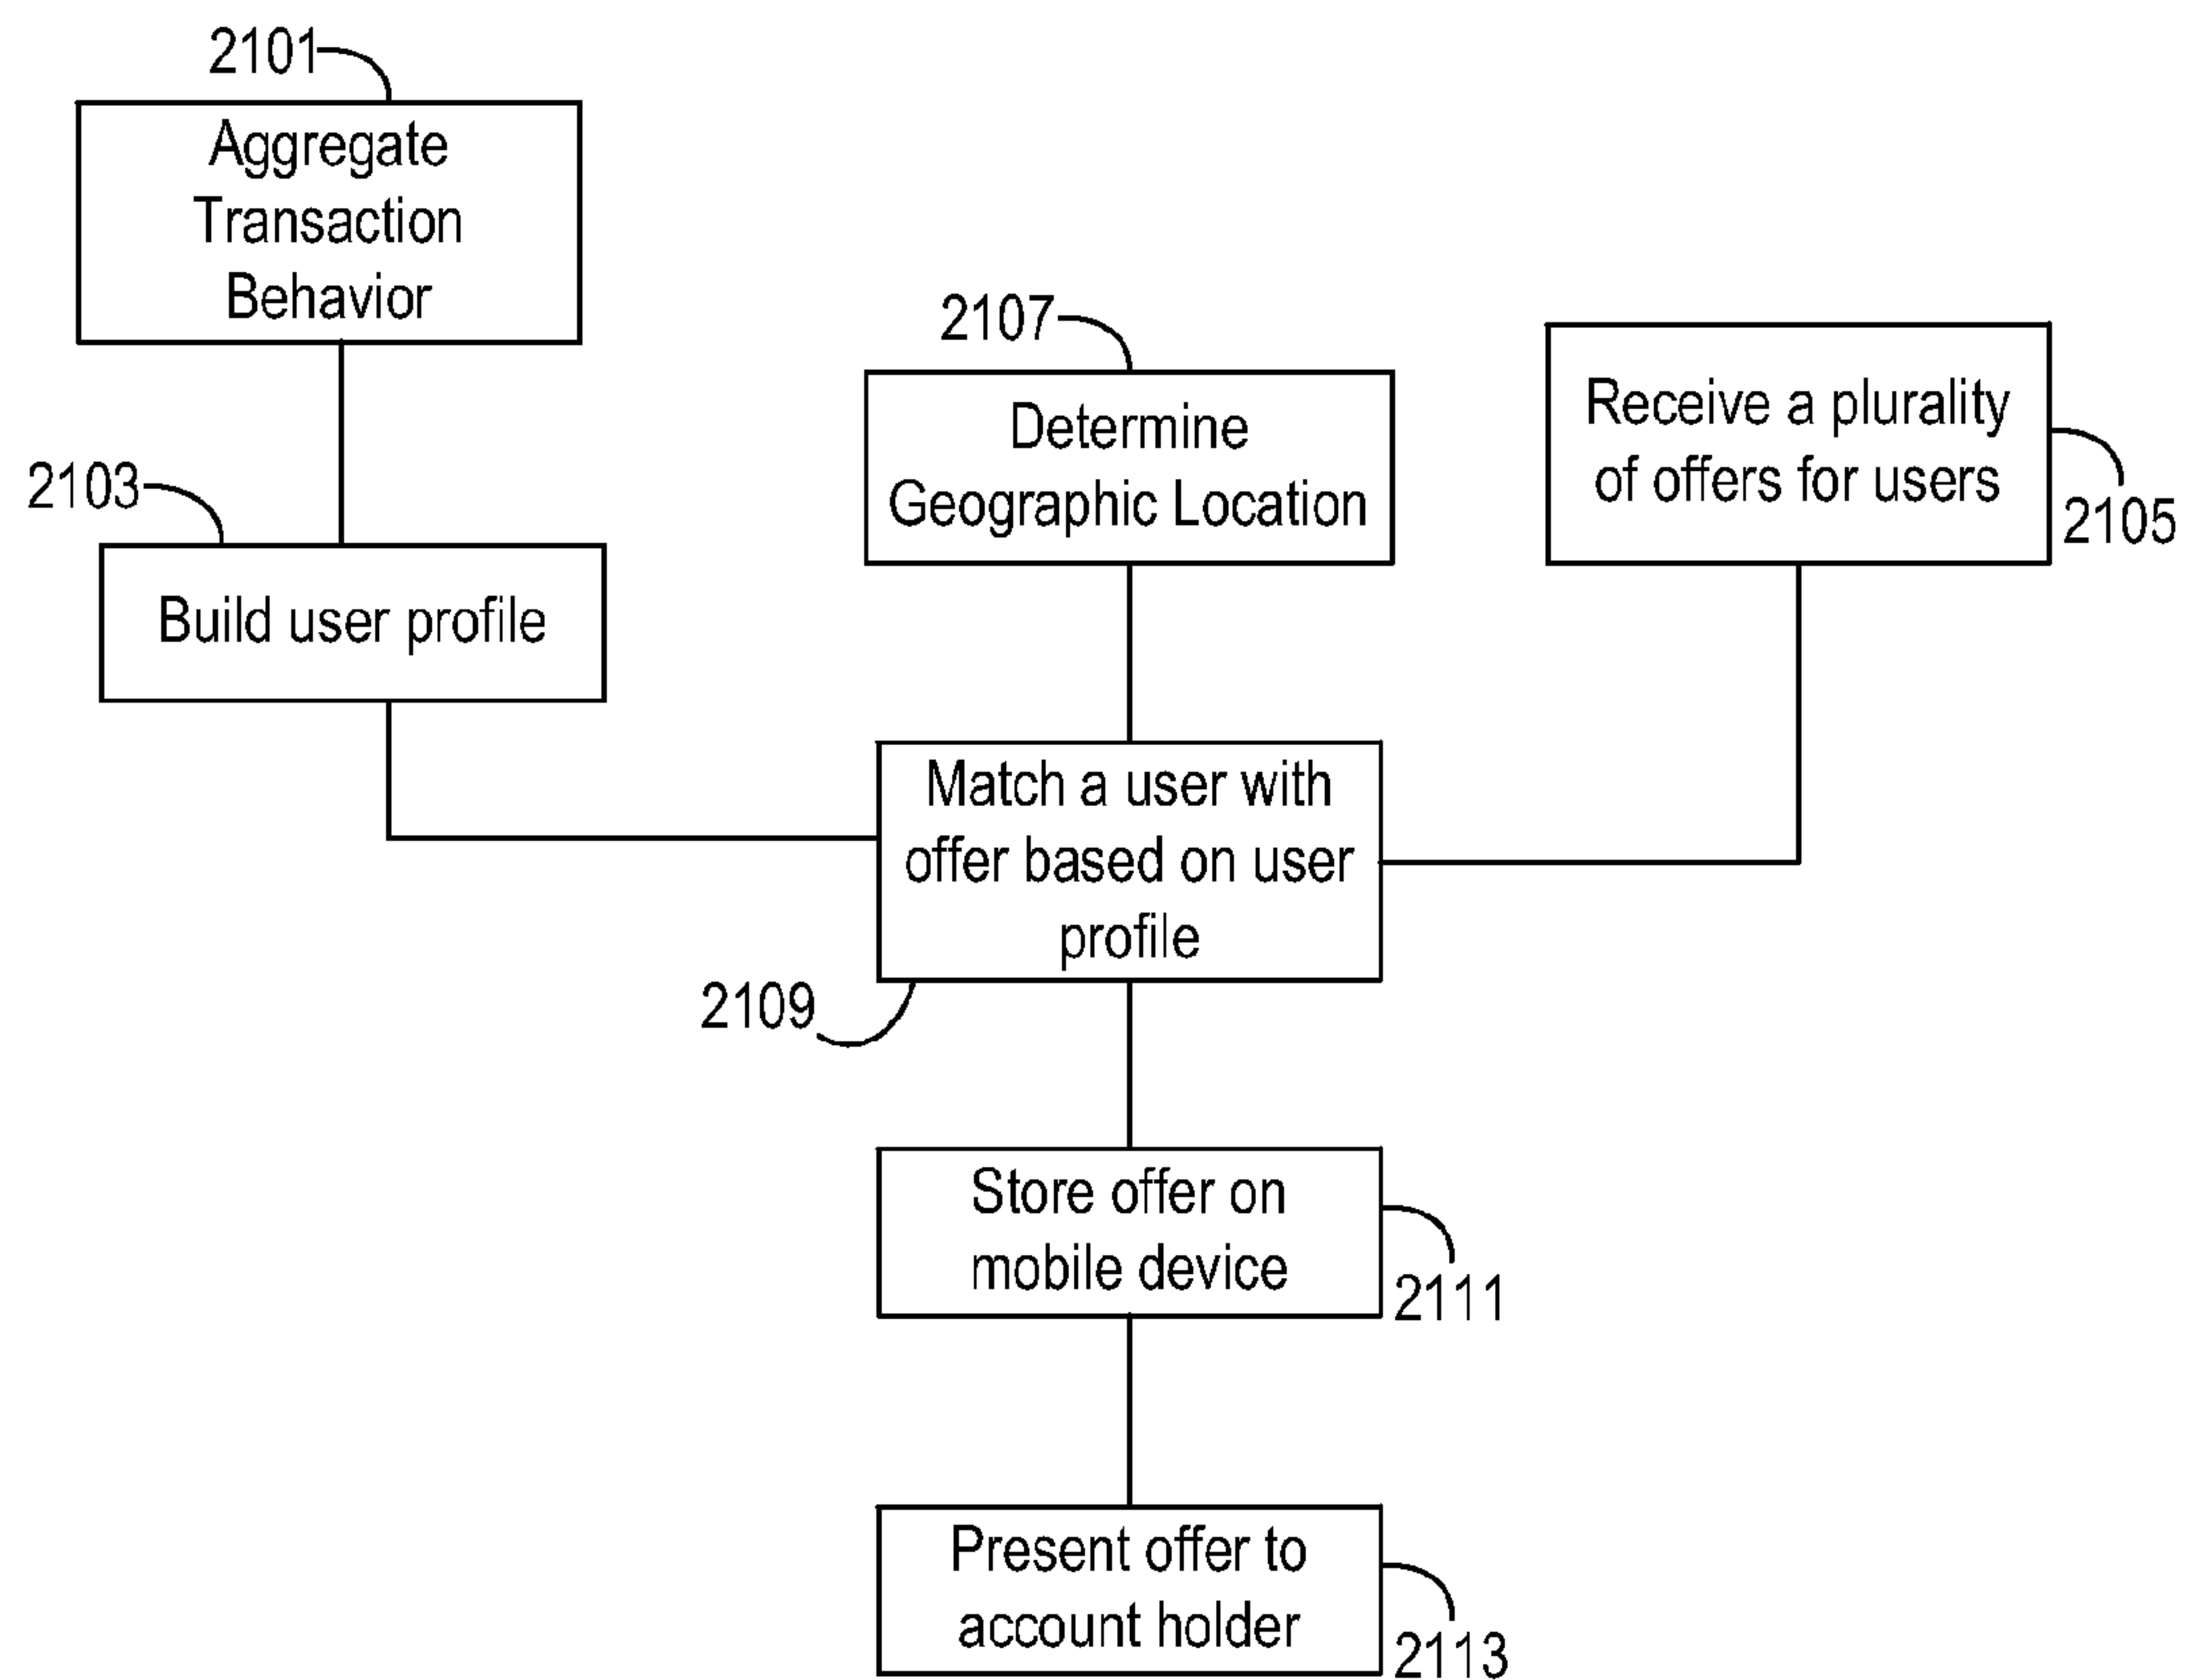 2101
Aggregate
Transaction
Behavior
2103
Build user profile
2107
Determine
Geographic Location
Receive a plurality
of offers for users
2105
Match a user with
offer based on user
profile
2109
Store offer on
mobile device
2111
Present offer to
account holder
2113